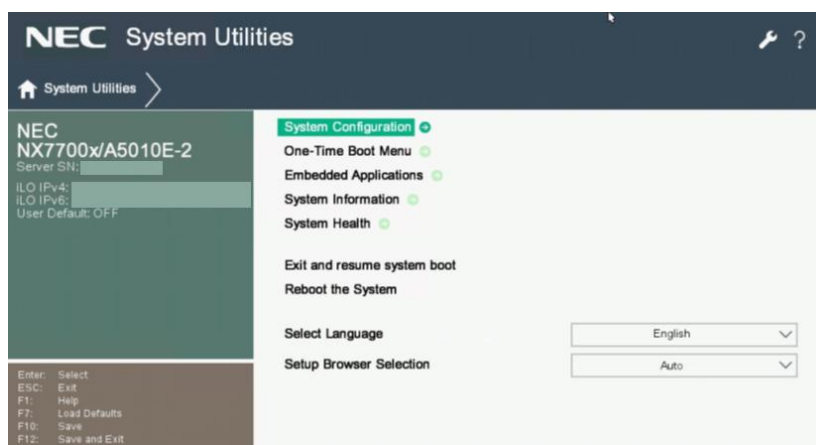 NEC System Utilities
?
System Utilities
NEC
NX7700x/A5010E-2
Server SN:
iLO IPv4:
iLO IPv6:
User Default: OFF
System Configuration
One-Time Boot Menu
Embedded Applications
System Information
System Health
Exit and resume system boot
Reboot the System
Select Language English
Setup Browser Selection Auto
Enter: Select
ESC: Exit
F1: Help
F7: Load Defaults
F10: Save
F12: Save and Exit